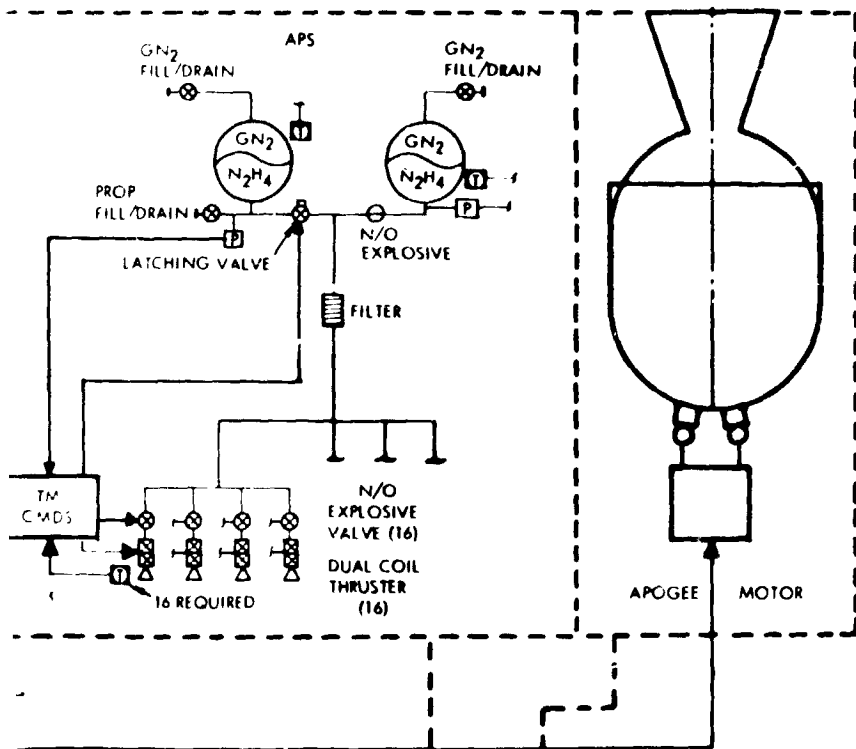 APS
GN2
FILL/DRAIN
GN2
FILL/DRAIN
T
GN2
N2H4
GN2
N2H4
T
PROP
FILL/DRAIN
P
P
LATCHING VALVE
N/O
EXPLOSIVE
FILTER
TM
CMDS
N/O
EXPLOSIVE
VALVE (16)
DUAL COIL
THRUSTER
(16)
T
16 REQUIRED
APOGEE MOTOR